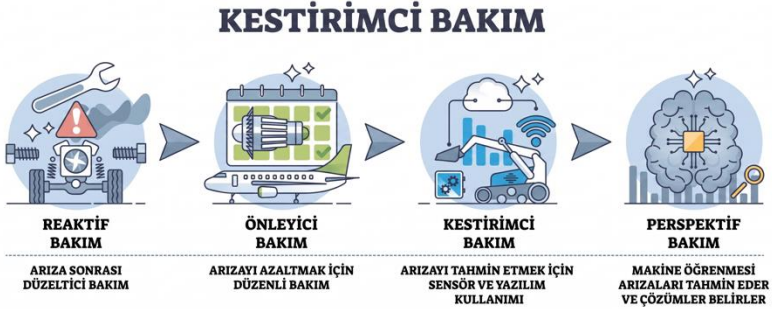 KESTİRİMCİ BAKIM
REAKTİF
BAKIM
ARIZA SONRASI
DÜZELTİCİ BAKIM
ÖNLEYİCİ
BAKIM
ARIZAYI AZALTMAK İÇİN
DÜZENLİ BAKIM
KESTİRİMCİ
BAKIM
ARIZAYI TAHMİN ETMEK İÇİN
SENSÖR VE YAZILIM
KULLANIMI
PERSPEKTİF
BAKIM
MAKİNE ÖĞRENMESİ
ARIZALARI TAHMİN EDER
VE ÇÖZÜMLER BELİRLER